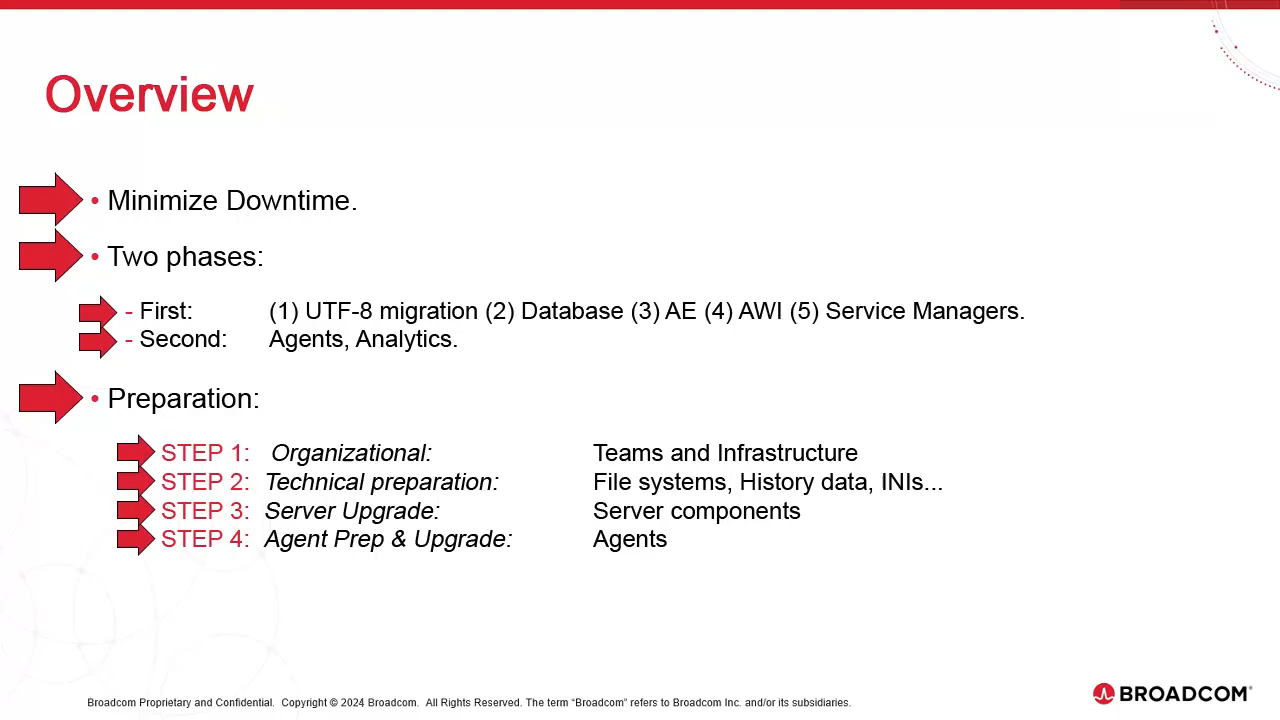 Overview
• Minimize Downtime.
• Two phases:
- First: (1) UTF-8 migration (2) Database (3) AE (4) AWI (5) Service Managers.
- Second: Agents, Analytics.
• Preparation:
STEP 1: Organizational: Teams and Infrastructure
STEP 2: Technical preparation: File systems, History data, INIs...
STEP 3: Server Upgrade: Server components
STEP 4: Agent Prep & Upgrade: Agents
Broadcom Proprietary and Confidential. Copyright © 2024 Broadcom. All Rights Reserved. The term “Broadcom” refers to Broadcom Inc. and/or its subsidiaries.
BROADCOM®